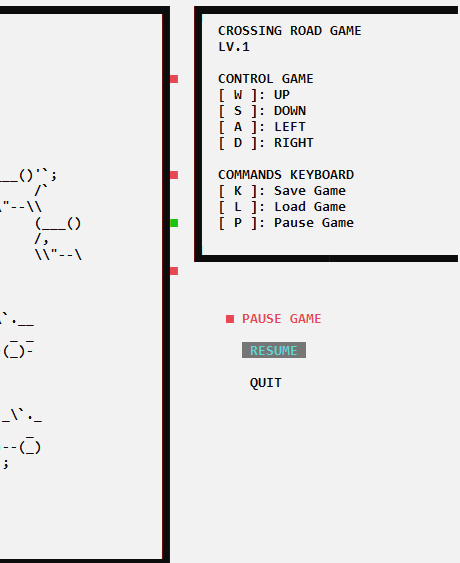 CROSSING ROAD GAME
LV.1
CONTROL GAME
[ W ]: UP
[ S ]: DOWN
[ A ]: LEFT
[ D ]: RIGHT
COMMANDS KEYBOARD
[ K ]: Save Game
[ L ]: Load Game
[ P ]: Pause Game
PAUSE GAME
RESUME
QUIT